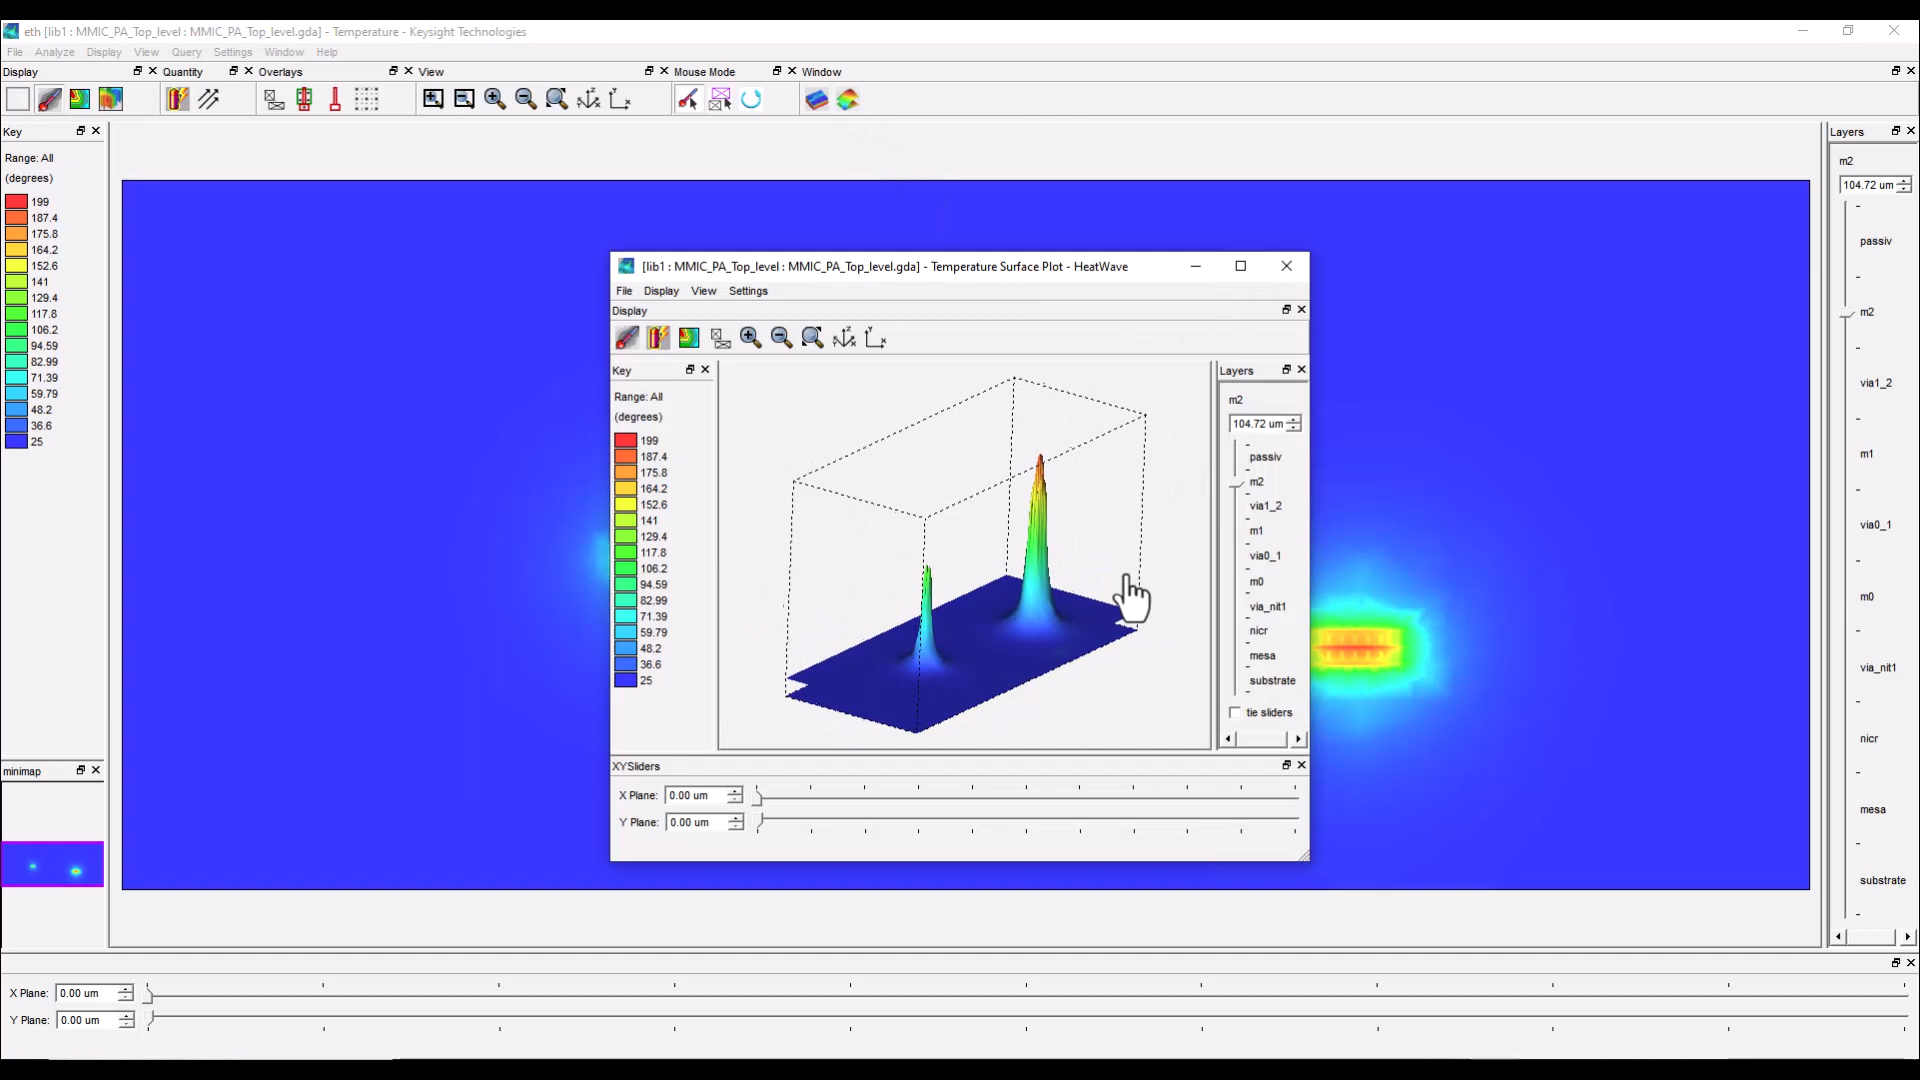 eth [lib1 : MMIC_PA_Top_level : MMIC_PA_Top_level.gda] - Temperature - Keysight Technologies
File Analyze Display View Query Settings Window Help
Display Quantity Overlays View Mouse Mode Window
Key
Range: All
(degrees)
199
187.4
175.8
164.2
152.6
141
129.4
117.8
106.2
94.59
82.99
71.39
59.79
48.2
36.6
25
minimap
[lib1 : MMIC_PA_Top_level : MMIC_PA_Top_level.gda] - Temperature Surface Plot - HeatWave
File Display View Settings
Display
Key
Range: All
(degrees)
199
187.4
175.8
164.2
152.6
141
129.4
117.8
106.2
94.59
82.99
71.39
59.79
48.2
36.6
25
Layers
m2
104.72 um
passiv
m2
via1_2
m1
via0_1
m0
via_nit1
nicr
mesa
substrate
tie sliders
XYSliders
X Plane: 0.00 um
Y Plane: 0.00 um
Layers
m2
104.72 um
passiv
m2
via1_2
m1
via0_1
m0
via_nit1
nicr
mesa
substrate
X Plane: 0.00 um
Y Plane: 0.00 um